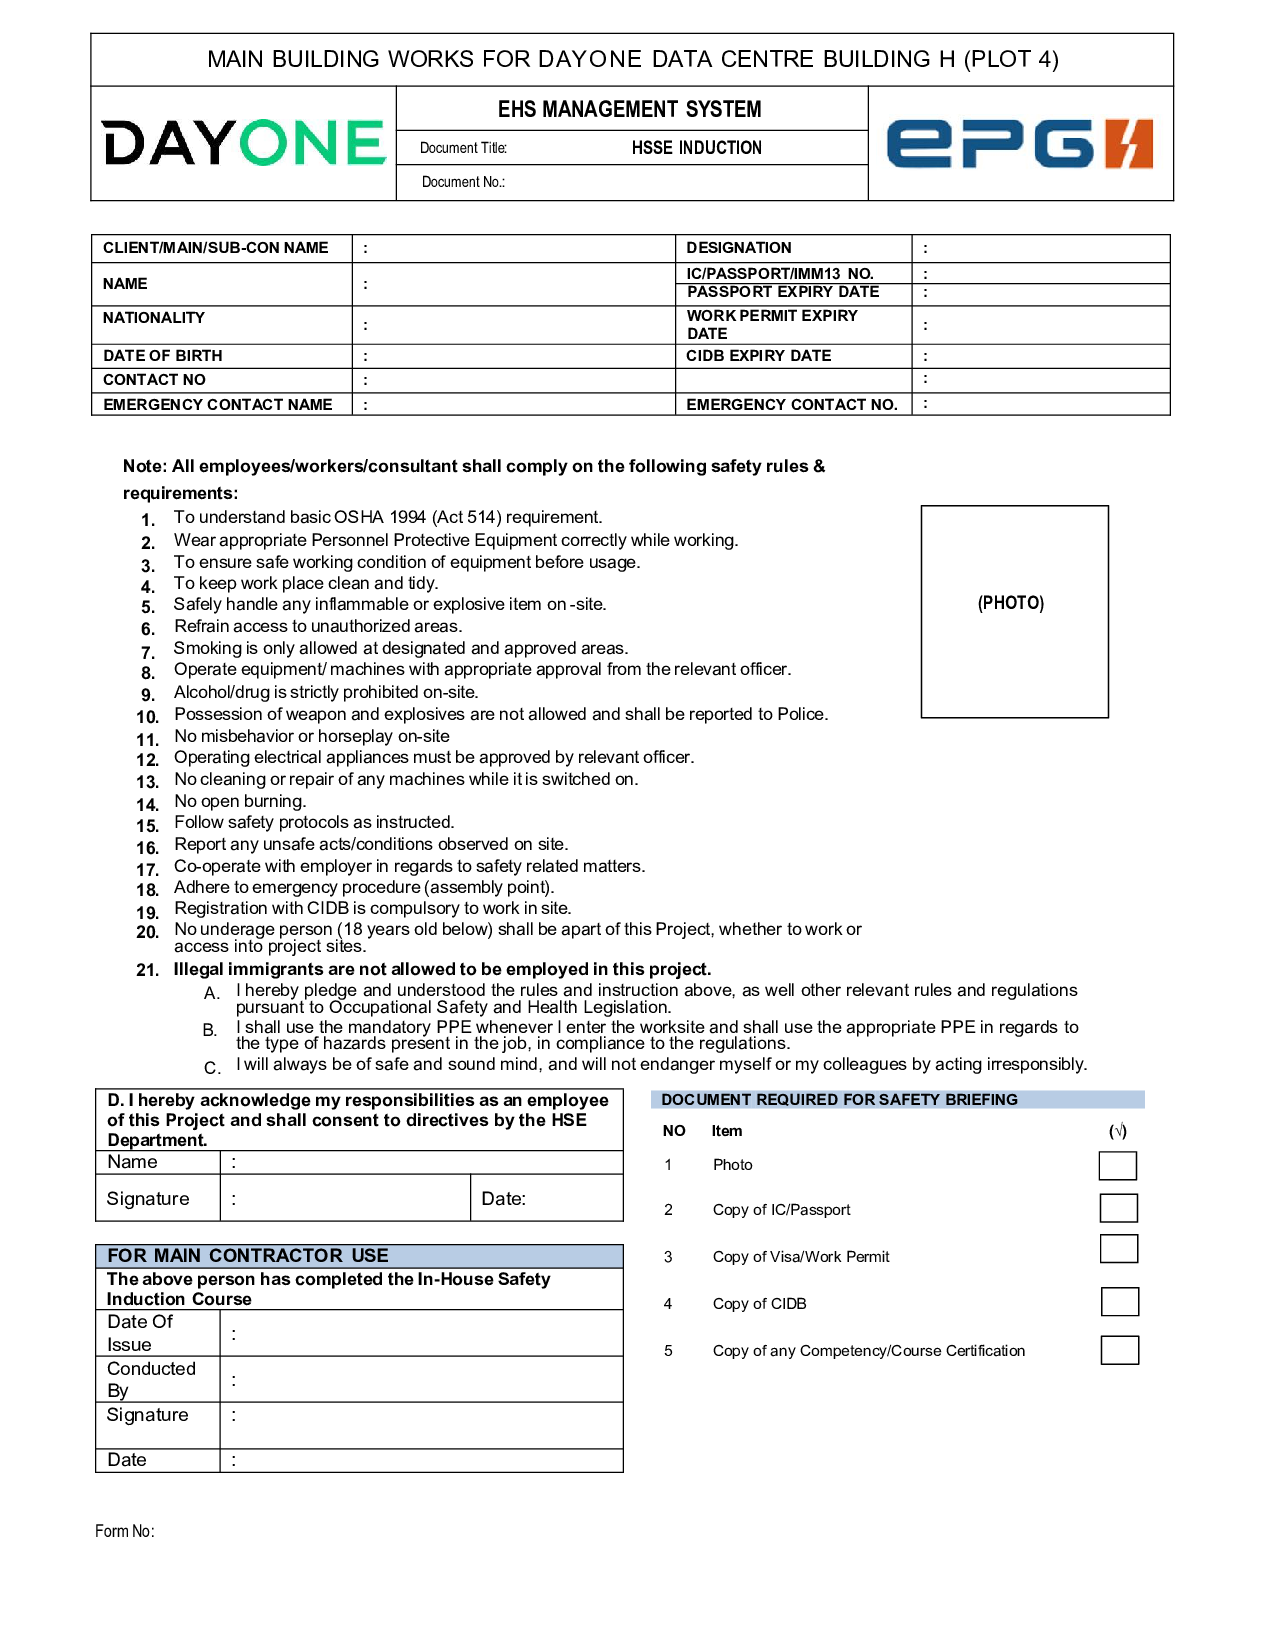 MAIN BUILDING WORKS FOR DAYONE DATA CENTRE BUILDING H (PLOT 4)
DAYONE
EHS MANAGEMENT SYSTEM
Document Title: HSSE INDUCTION
Document No.:
EPG
CLIENT/MAIN/SUB-CON NAME : DESIGNATION :
NAME : IC/PASSPORT/IMM13 NO. :
PASSPORT EXPIRY DATE :
NATIONALITY : WORK PERMIT EXPIRY
DATE :
DATE OF BIRTH : CIDB EXPIRY DATE :
CONTACT NO : :
EMERGENCY CONTACT NAME : EMERGENCY CONTACT NO. :
Note: All employees/workers/consultant shall comply on the following safety rules &
requirements:
1. To understand basic OSHA 1994 (Act 514) requirement.
2. Wear appropriate Personnel Protective Equipment correctly while working.
3. To ensure safe working condition of equipment before usage.
4. To keep work place clean and tidy.
5. Safely handle any inflammable or explosive item on -site.
6. Refrain access to unauthorized areas.
7. Smoking is only allowed at designated and approved areas.
8. Operate equipment/ machines with appropriate approval from the relevant officer.
9. Alcohol/drug is strictly prohibited on-site.
10. Possession of weapon and explosives are not allowed and shall be reported to Police.
11. No misbehavior or horseplay on-site
12. Operating electrical appliances must be approved by relevant officer.
13. No cleaning or repair of any machines while it is switched on.
14. No open burning.
15. Follow safety protocols as instructed.
16. Report any unsafe acts/conditions observed on site.
17. Co-operate with employer in regards to safety related matters.
18. Adhere to emergency procedure (assembly point).
19. Registration with CIDB is compulsory to work in site.
20. No underage person (18 years old below) shall be apart of this Project, whether to work or
access into project sites.
21. Illegal immigrants are not allowed to be employed in this project.
(PHOTO)
A. I hereby pledge and understood the rules and instruction above, as well other relevant rules and regulations
pursuant to Occupational Safety and Health Legislation.
B. I shall use the mandatory PPE whenever I enter the worksite and shall use the appropriate PPE in regards to
the type of hazards present in the job, in compliance to the regulations.
C. I will always be of safe and sound mind, and will not endanger myself or my colleagues by acting irresponsibly.
D. I hereby acknowledge my responsibilities as an employee
of this Project and shall consent to directives by the HSE
Department.
Name :
Signature : Date:
FOR MAIN CONTRACTOR USE
The above person has completed the In-House Safety
Induction Course
Date Of
Issue :
Conducted
By :
Signature :
Date :
DOCUMENT REQUIRED FOR SAFETY BRIEFING
NO Item (√)
1 Photo
2 Copy of IC/Passport
3 Copy of Visa/Work Permit
4 Copy of CIDB
5 Copy of any Competency/Course Certification
Form No: